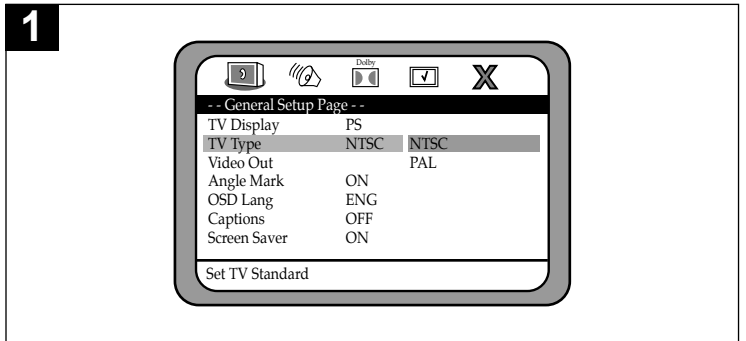 1
Dolby
- - General Setup Page - -
TV Display PS
TV Type NTSC NTSC
Video Out PAL
Angle Mark ON
OSD Lang ENG
Captions OFF
Screen Saver ON
Set TV Standard